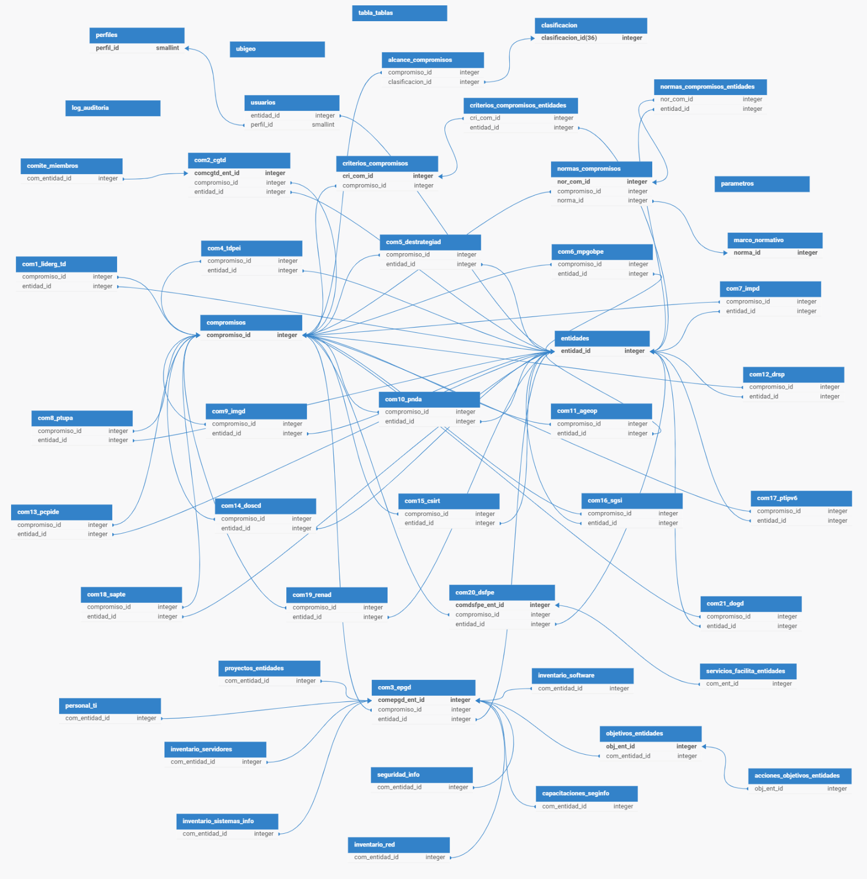 tabla_tablas
clasificacion
clasificacion_id(36) integer
perfiles
perfil_id smallint
ubigeo
alcance_compromisos
compromiso_id integer
clasificacion_id integer
normas_compromisos_entidades
nor_com_id integer
entidad_id integer
log_auditoria
usuarios
entidad_id integer
perfil_id smallint
criterios_compromisos_entidades
cri_com_id integer
entidad_id integer
comite_miembros
com_entidad_id integer
com2_cgtd
comcgtd_ent_id integer
compromiso_id integer
entidad_id integer
criterios_compromisos
cri_com_id integer
compromiso_id integer
normas_compromisos
nor_com_id integer
compromiso_id integer
norma_id integer
parametros
marco_normativo
norma_id integer
com4_tdpei
compromiso_id integer
entidad_id integer
com5_destrategiad
compromiso_id integer
entidad_id integer
com6_mpgobpe
compromiso_id integer
entidad_id integer
com1_liderg_td
compromiso_id integer
entidad_id integer
com7_impd
compromiso_id integer
entidad_id integer
compromisos
compromiso_id integer
entidades
entidad_id integer
com12_drsp
compromiso_id integer
entidad_id integer
com8_ptupa
compromiso_id integer
entidad_id integer
com9_imgd
compromiso_id integer
entidad_id integer
com10_pnda
compromiso_id integer
entidad_id integer
com11_ageop
compromiso_id integer
entidad_id integer
com13_pcpide
compromiso_id integer
entidad_id integer
com14_doscd
compromiso_id integer
entidad_id integer
com15_csirt
compromiso_id integer
entidad_id integer
com16_sgsi
compromiso_id integer
entidad_id integer
com17_ptipv6
compromiso_id integer
entidad_id integer
com18_sapte
compromiso_id integer
entidad_id integer
com19_renad
compromiso_id integer
entidad_id integer
com20_dsfpe
comdsfpe_ent_id integer
compromiso_id integer
entidad_id integer
com21_dogd
compromiso_id integer
entidad_id integer
proyectos_entidades
com_entidad_id integer
com3_epgd
comepgd_ent_id integer
compromiso_id integer
entidad_id integer
inventario_software
com_entidad_id integer
servicios_facilita_entidades
com_ent_id integer
personal_ti
com_entidad_id integer
inventario_servidores
com_entidad_id integer
objetivos_entidades
obj_ent_id integer
com_entidad_id integer
seguridad_info
com_entidad_id integer
capacitaciones_seginfo
com_entidad_id integer
acciones_objetivos_entidades
obj_ent_id integer
inventario_sistemas_info
com_entidad_id integer
inventario_red
com_entidad_id integer